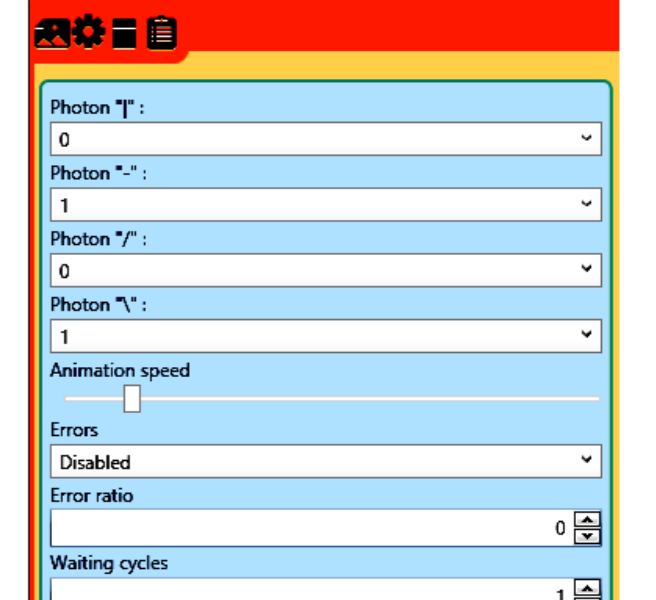 Photon "|" :
0
Photon "-" :
1
Photon "/" :
0
Photon "\" :
1
Animation speed
Errors
Disabled
Error ratio
0
Waiting cycles
1